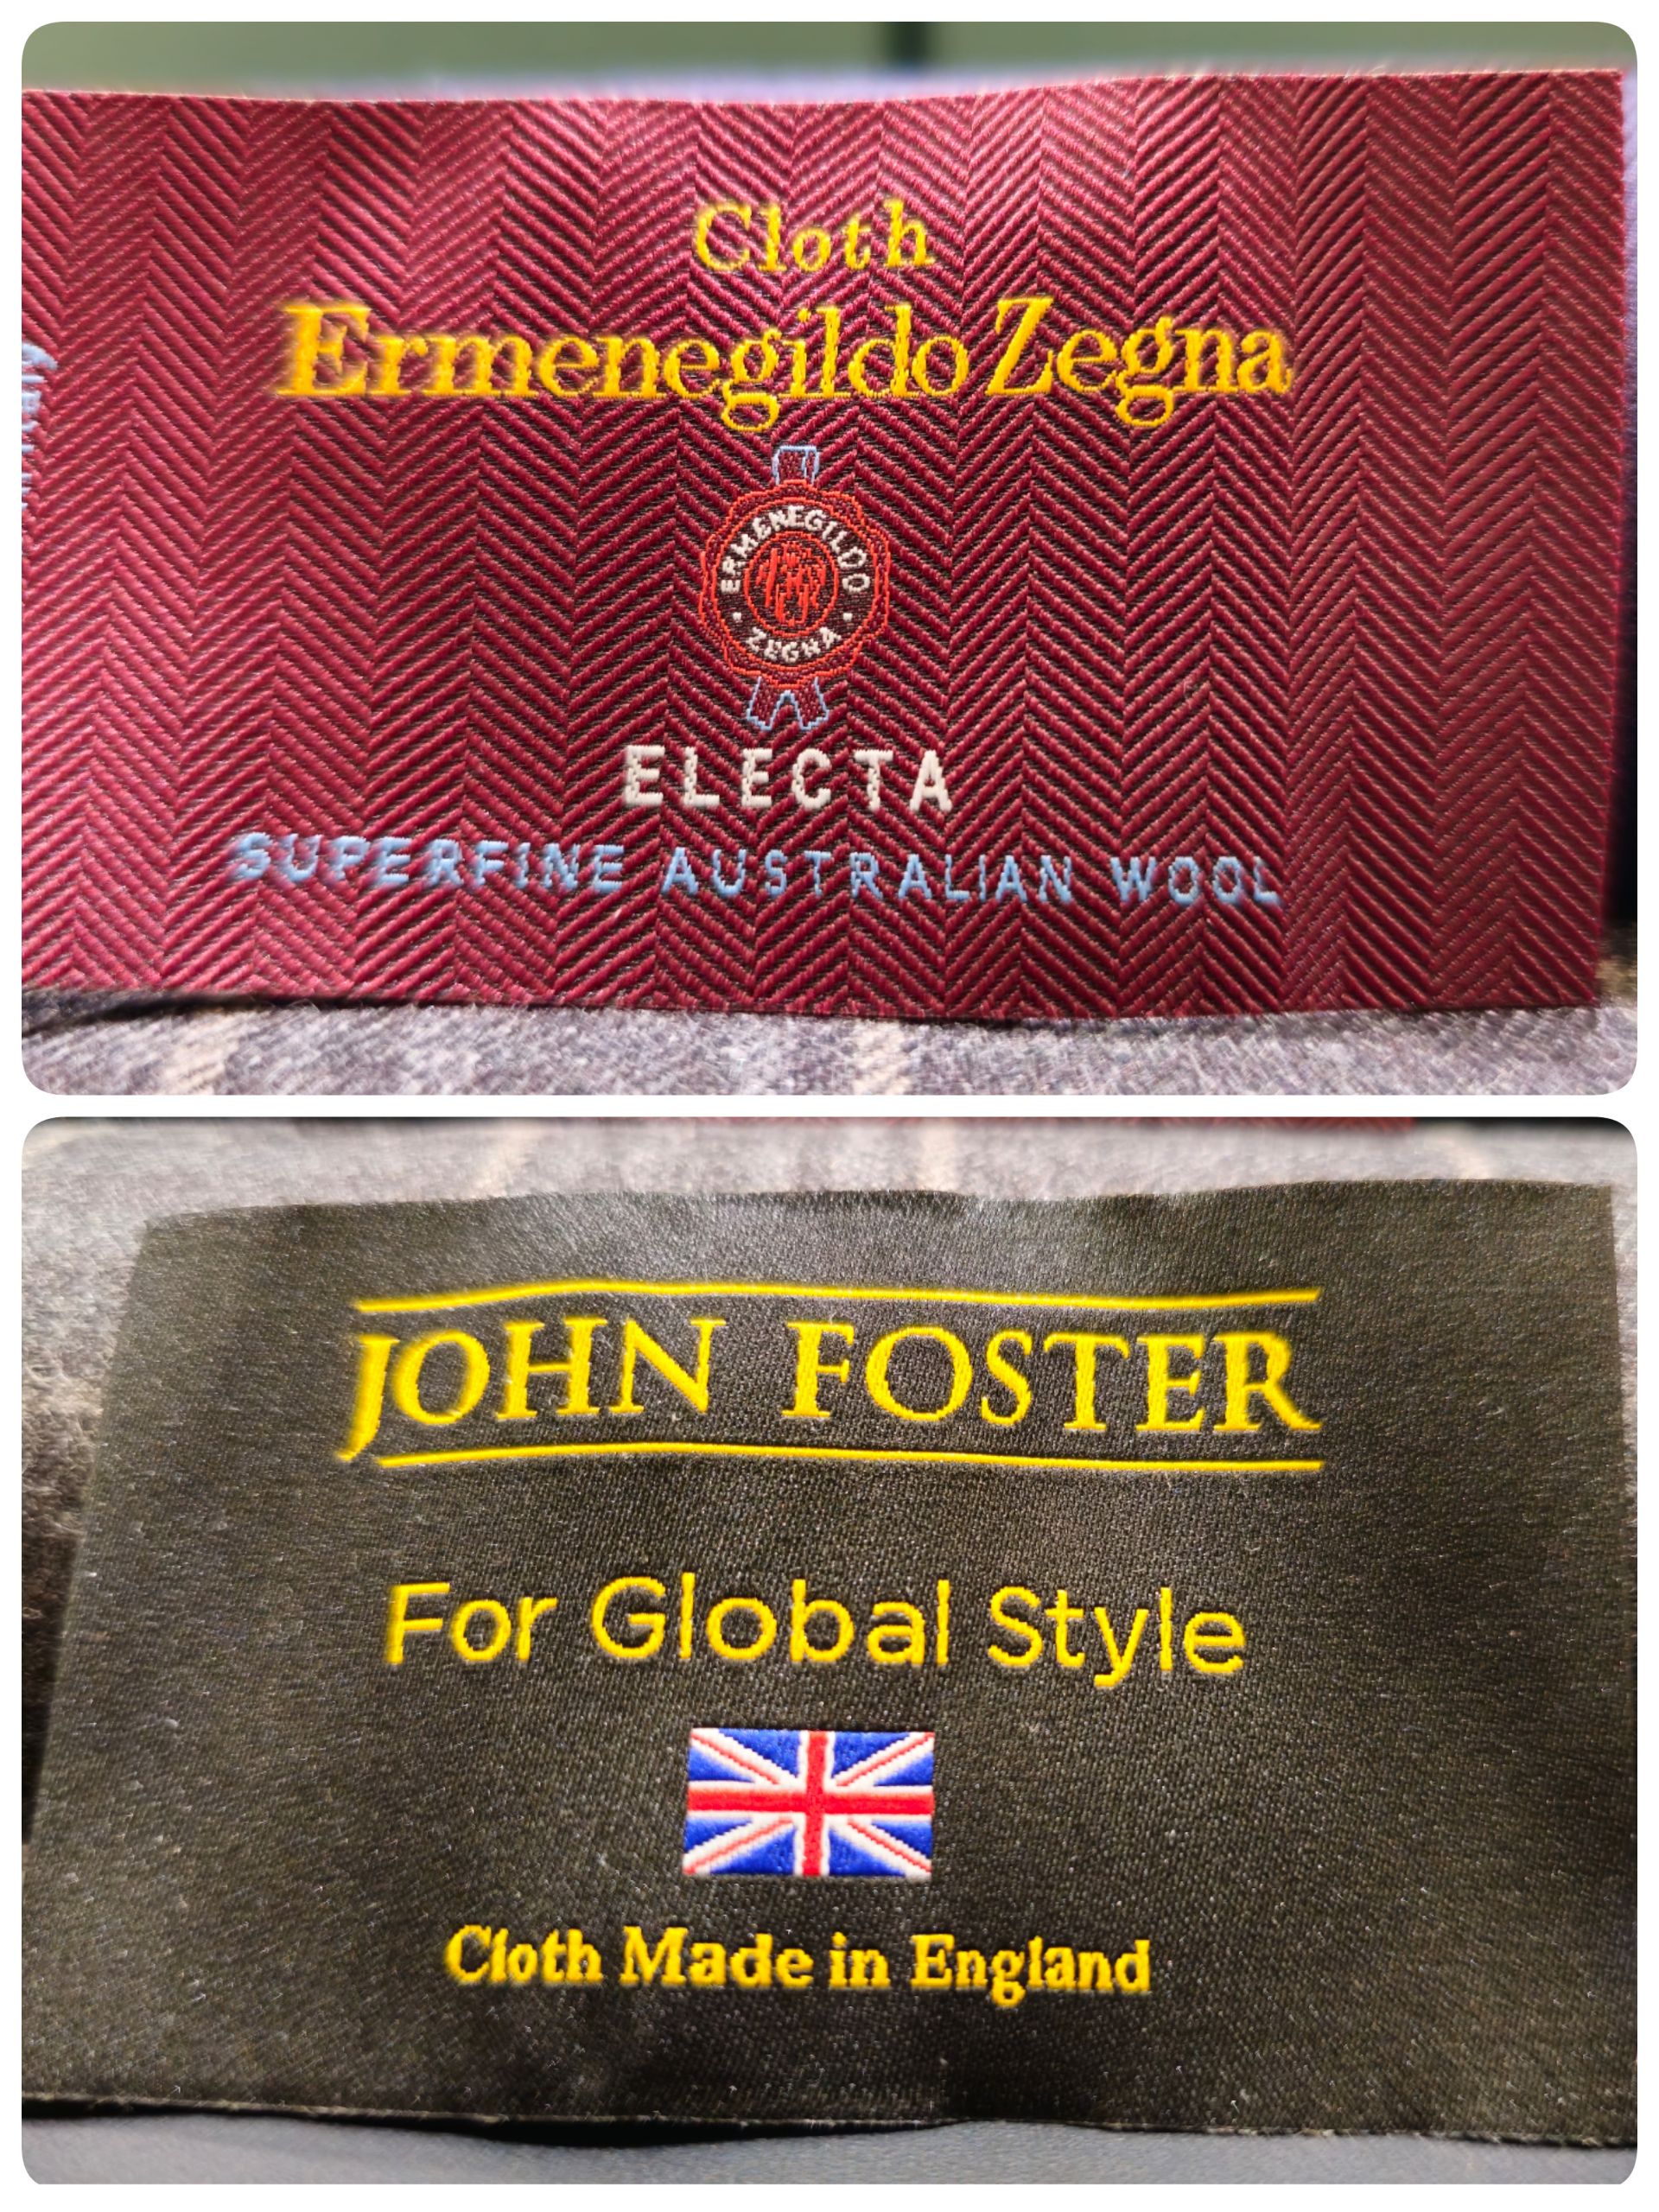 Cloth
Ermenegildo Zegna
ERMENEGILDO
· ZEGNA ·
ELECTA
SUPERFINE AUSTRALIAN WOOL
JOHN FOSTER
For Global Style
Cloth Made in England